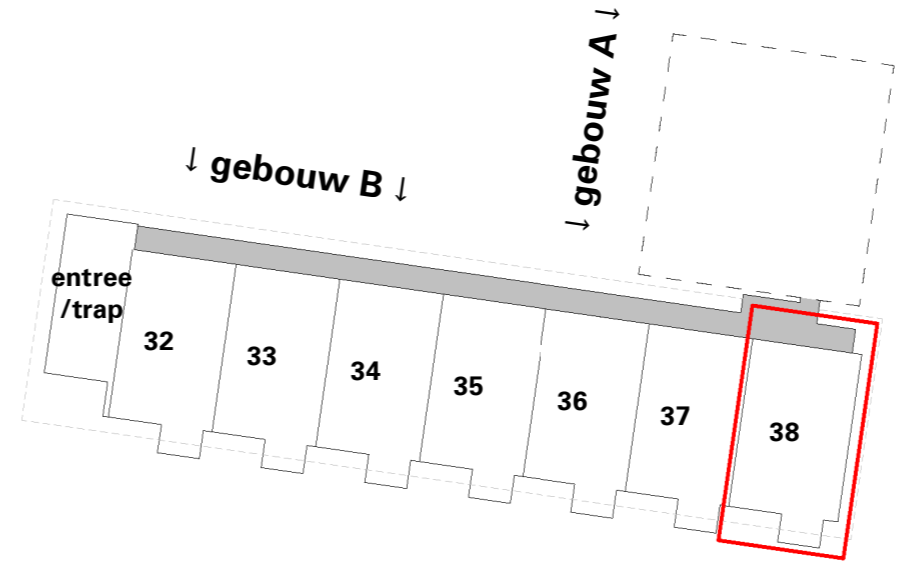 → gebouw A →
↓ gebouw B ↓
entree
/trap
32
33
34
35
36
37
38